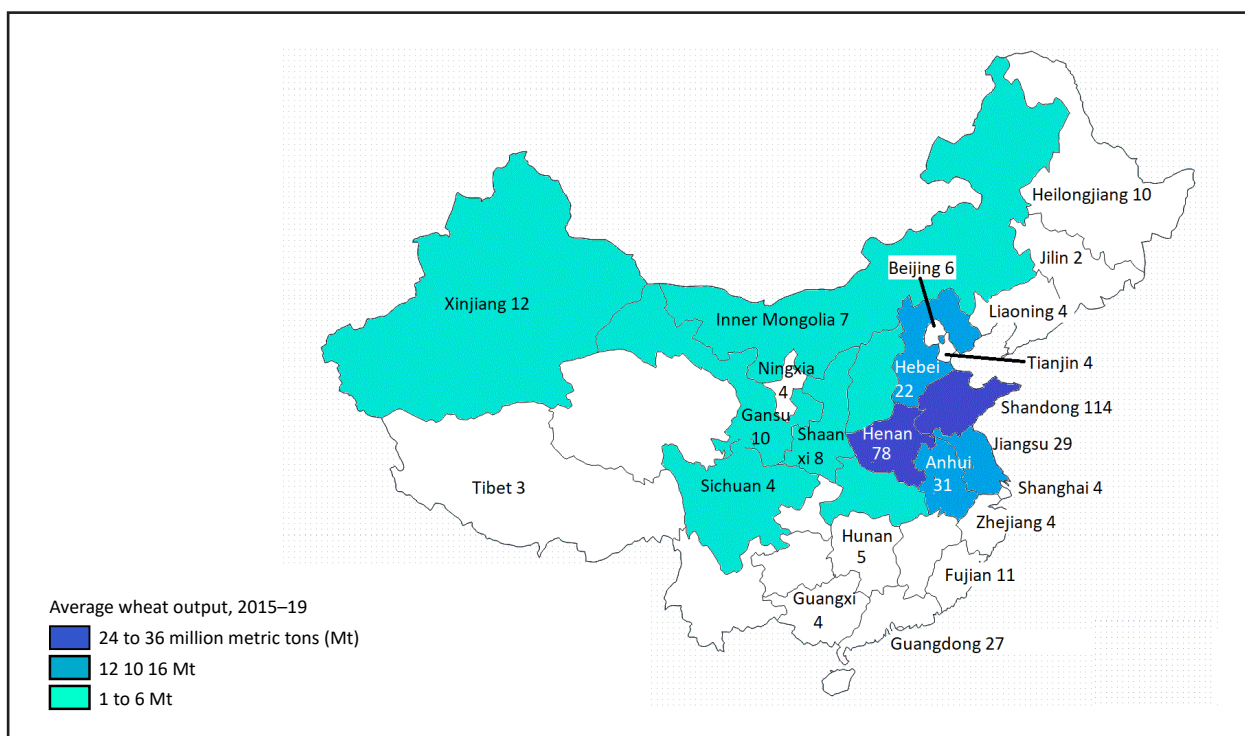 Heilongjiang 10
Jilin 2
Beijing 6
Liaoning 4
Xinjiang 12
Inner Mongolia 7
Tianjin 4
Ningxia
4
Hebei
22
Shandong 114
Gansu
10
Shaan
xi 8
Henan
78
Jiangsu 29
Anhui
31
Tibet 3
Sichuan 4
Shanghai 4
Zhejiang 4
Hunan
5
Fujian 11
Guangxi
4
Guangdong 27
Average wheat output, 2015–19
24 to 36 million metric tons (Mt)
12 10 16 Mt
1 to 6 Mt